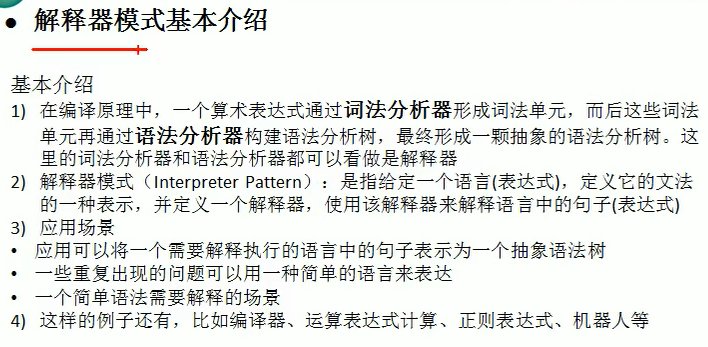 ● 解释器模式基本介绍
基本介绍
1) 在编译原理中，一个算术表达式通过词法分析器形成词法单元，而后这些词法
单元再通过语法分析器构建语法分析树，最终形成一颗抽象的语法分析树。这
里的词法分析器和语法分析器都可以看做是解释器
2) 解释器模式（Interpreter Pattern）：是指给定一个语言(表达式)，定义它的文法
的一种表示，并定义一个解释器，使用该解释器来解释语言中的句子(表达式)
3) 应用场景
• 应用可以将一个需要解释执行的语言中的句子表示为一个抽象语法树
• 一些重复出现的问题可以用一种简单的语言来表达
• 一个简单语法需要解释的场景
4) 这样的例子还有，比如编译器、运算表达式计算、正则表达式、机器人等